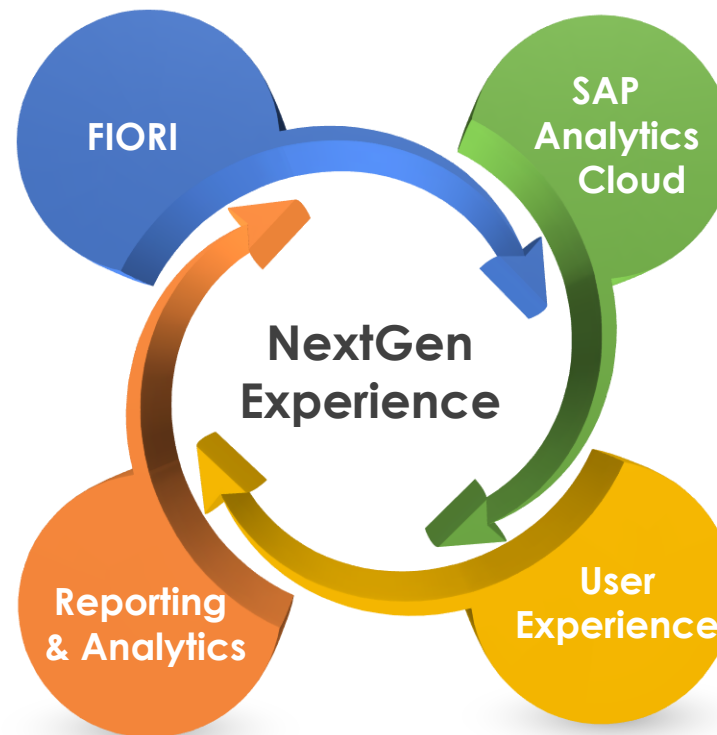 FIORI
SAP
Analytics
Cloud
NextGen
Experience
Reporting
& Analytics
User
Experience